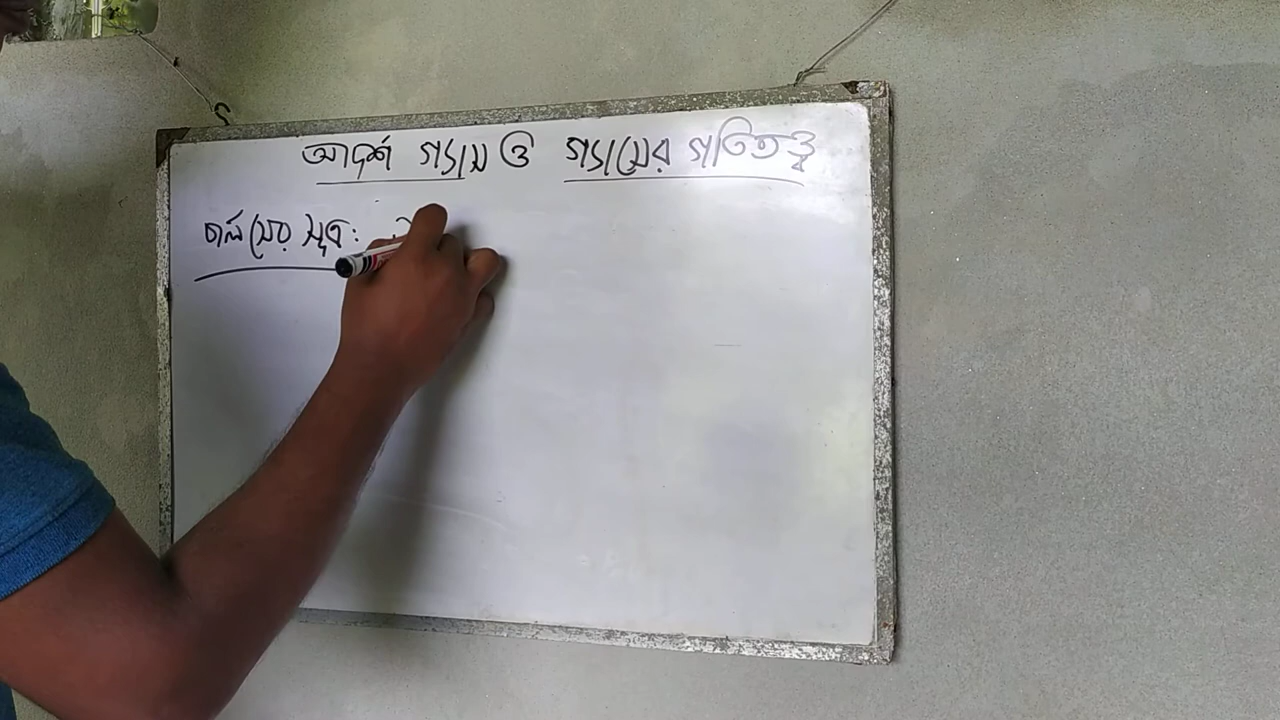 আদর্শ গ্যাস ও গ্যাসের গতিতত্ত্ব
চার্লসের সূত্র: